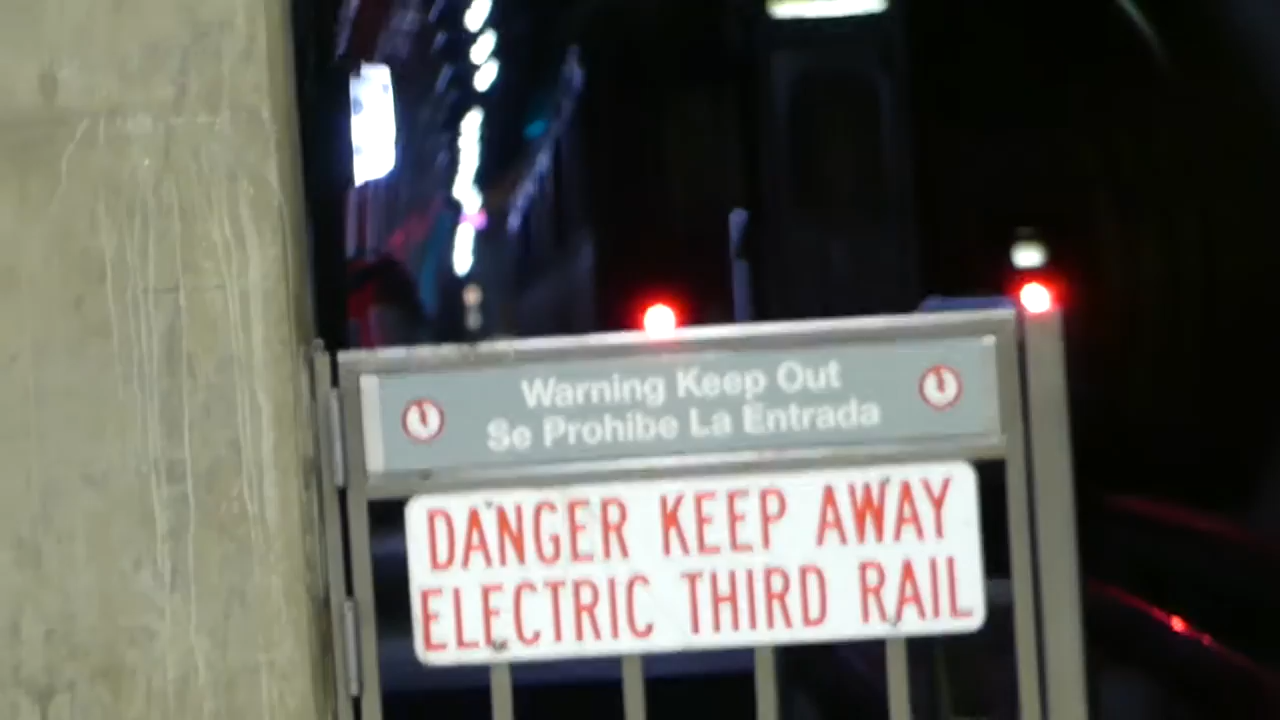 Warning Keep Out
Se Prohibe La Entrada
DANGER KEEP AWAY
ELECTRIC THIRD RAIL